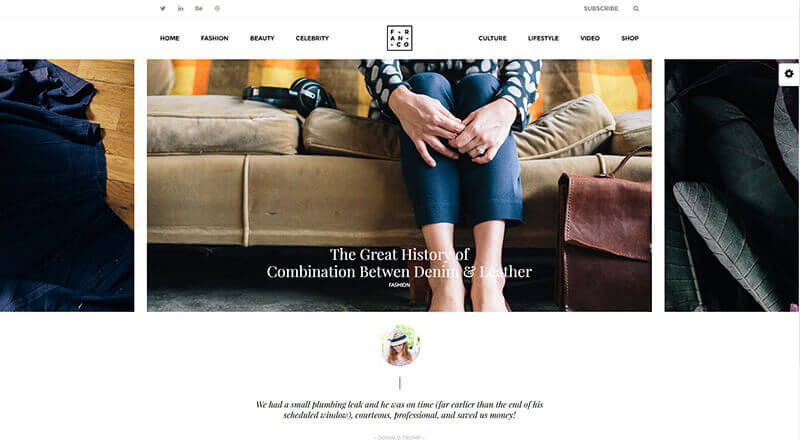 SUBSCRIBE
HOME FASHION BEAUTY CELEBRITY
F-R
AN-
-CO
CULTURE LIFESTYLE VIDEO SHOP
The Great History of
Combination Betwen Denim & Leather
FASHION
We had a small plumbing leak and he was on time (far earlier than the end of his
scheduled window), courteous, professional, and saved us money!
- DONALD TRUMP -